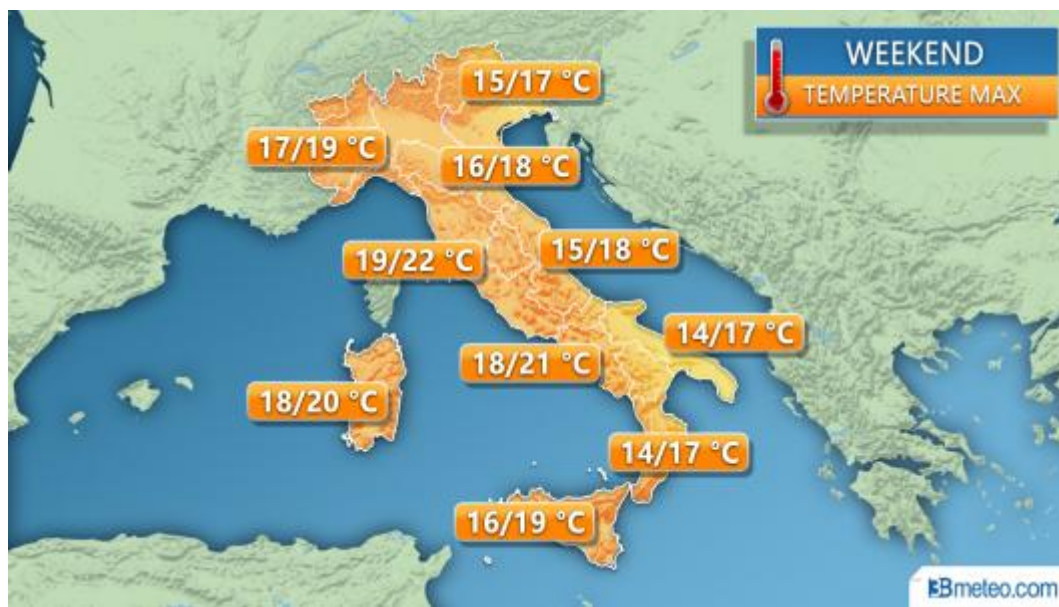 WEEKEND
TEMPERATURE MAX
15/17 °C
17/19 °C
16/18 °C
15/18 °C
19/22 °C
14/17 °C
18/21 °C
18/20 °C
14/17 °C
16/19 °C
3Bmeteo.com